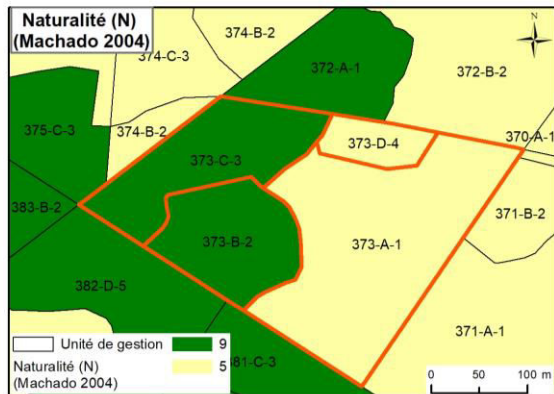 Naturalité (N)
(Machado 2004)
374-B-2
N
374-C-3
372-A-1
372-B-2
375-C-3
374-B-2
370-A-1
373-D-4
373-C-3
383-B-2
371-B-2
373-B-2
373-A-1
382-D-5
371-A-1
Unité de gestion
9
381-C-3
Naturalité (N)
5
(Machado 2004)
0 50 100 m